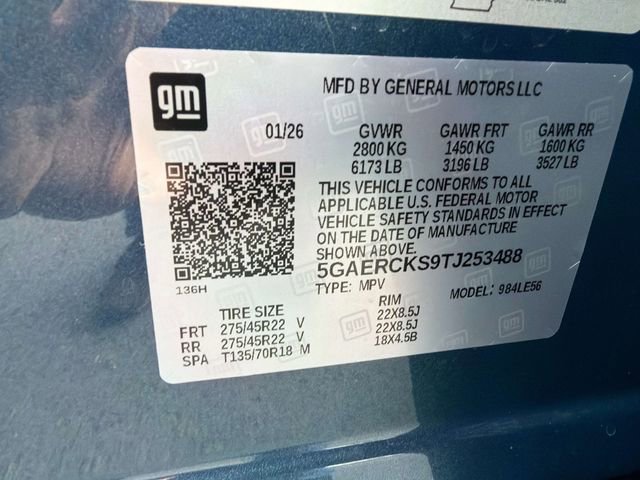 gm
MFD BY GENERAL MOTORS LLC
01/26 GVWR GAWR FRT GAWR RR
2800 KG 1450 KG 1600 KG
6173 LB 3196 LB 3527 LB
THIS VEHICLE CONFORMS TO ALL
APPLICABLE U.S. FEDERAL MOTOR
VEHICLE SAFETY STANDARDS IN EFFECT
ON THE DATE OF MANUFACTURE
SHOWN ABOVE.
5GAERCKS9TJ253488
136H TYPE: MPV MODEL: 984LE56
TIRE SIZE RIM
FRT 275/45R22 V 22X8.5J
RR 275/45R22 V 22X8.5J
SPA T135/70R18 M 18X4.5B